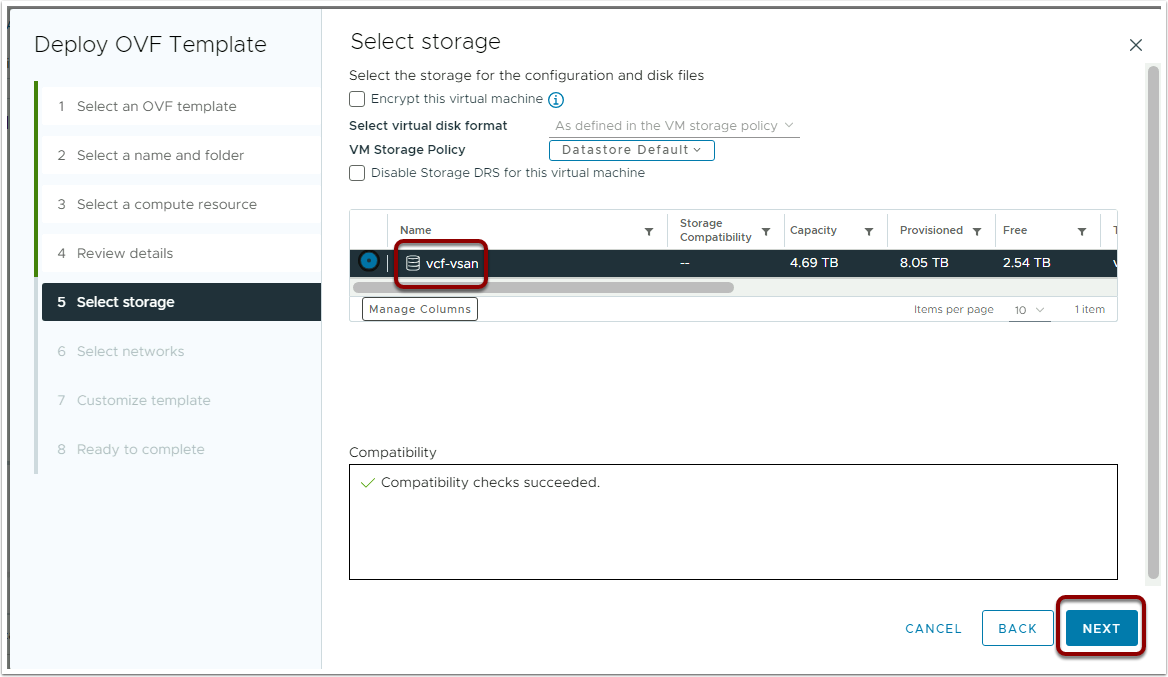 Deploy OVF Template
1 Select an OVF template
2 Select a name and folder
3 Select a compute resource
4 Review details
5 Select storage
6 Select networks
7 Customize template
8 Ready to complete
Select storage
Select the storage for the configuration and disk files
Encrypt this virtual machine
Select virtual disk format As defined in the VM storage policy
VM Storage Policy Datastore Default
Disable Storage DRS for this virtual machine
Name Storage Compatibility Capacity Provisioned Free T
vcf-vsan -- 4.69 TB 8.05 TB 2.54 TB v
Manage Columns Items per page 10 1 item
Compatibility
Compatibility checks succeeded.
CANCEL BACK NEXT